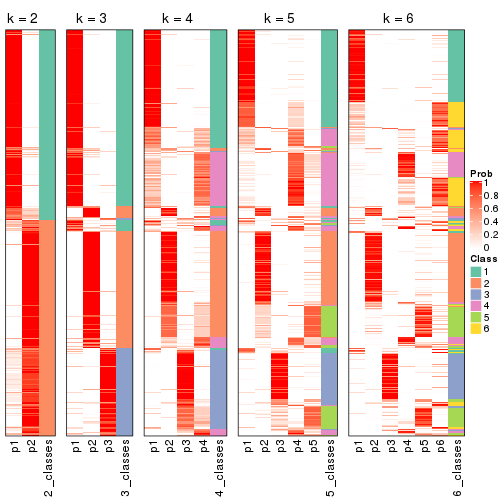 k = 2
k = 3
k = 4
k = 5
k = 6
p1
p2
2_classes
p1
p2
p3
3_classes
p1
p2
p3
p4
4_classes
p1
p2
p3
p4
p5
5_classes
p1
p2
p3
p4
p5
p6
6_classes
Prob
1
0.8
0.6
0.4
0.2
0
Class
1
2
3
4
5
6